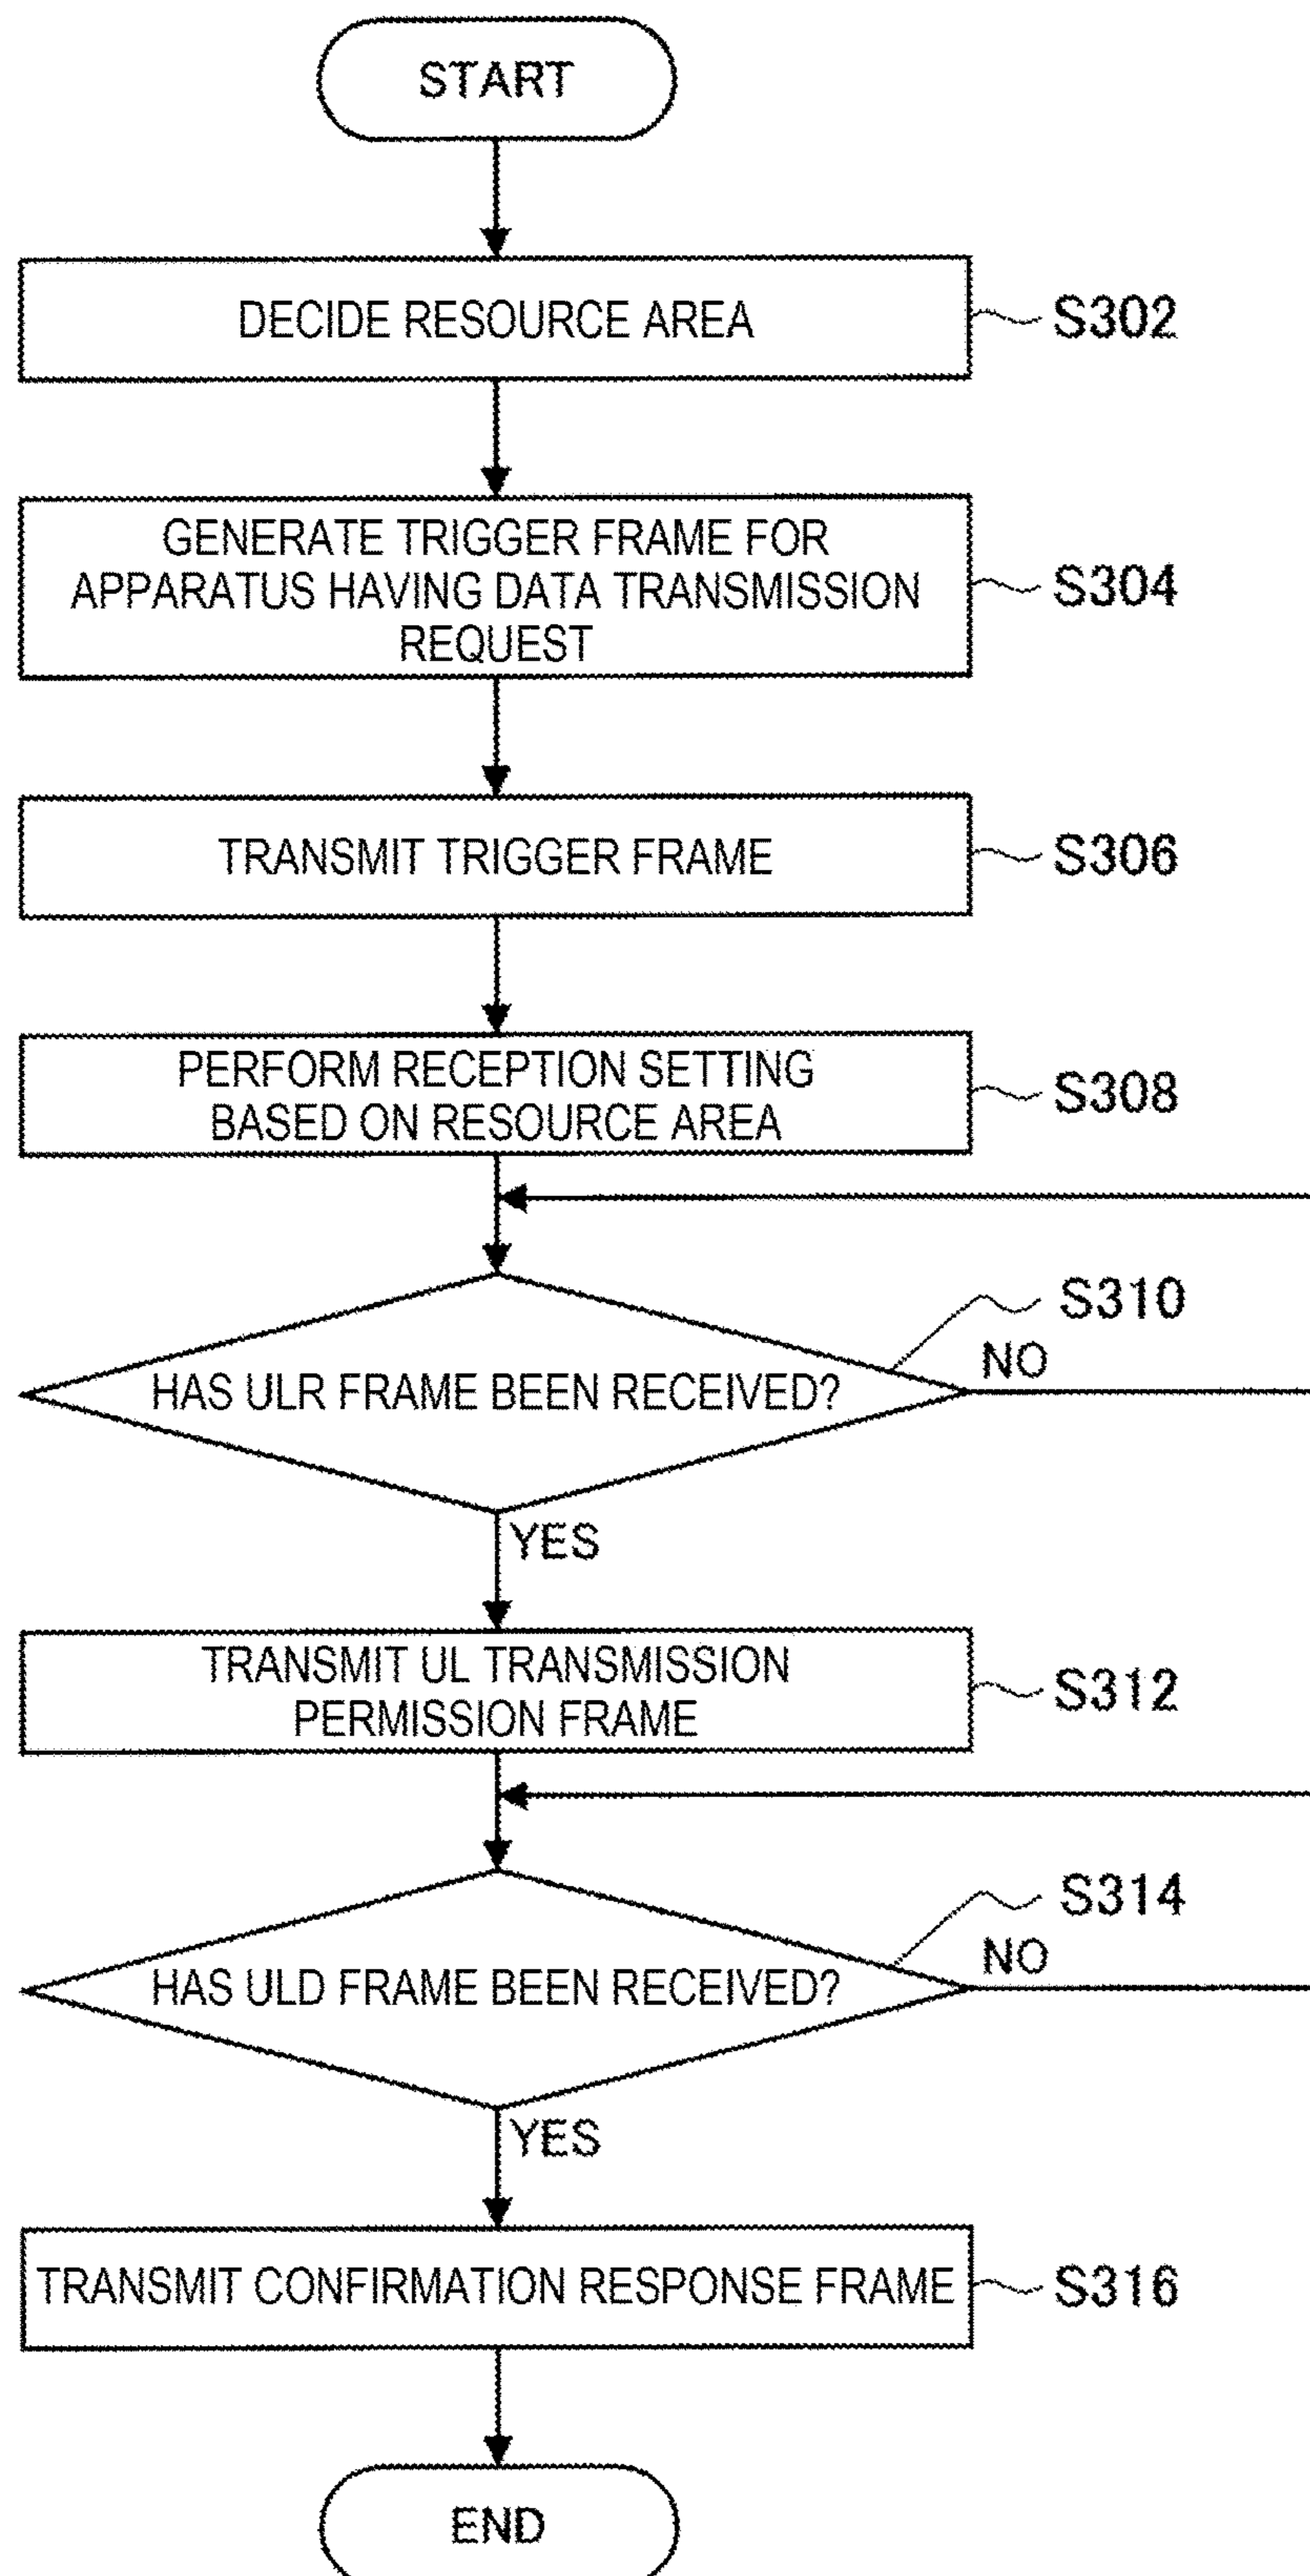 START
DECIDE RESOURCE AREA
S302
GENERATE TRIGGER FRAME FOR
APPARATUS HAVING DATA TRANSMISSION
REQUEST
S304
TRANSMIT TRIGGER FRAME
S306
PERFORM RECEPTION SETTING
BASED ON RESOURCE AREA
S308
S310
HAS ULR FRAME BEEN RECEIVED?
NO
YES
TRANSMIT UL TRANSMISSION
PERMISSION FRAME
S312
S314
HAS ULD FRAME BEEN RECEIVED?
NO
YES
TRANSMIT CONFIRMATION RESPONSE FRAME
S316
END